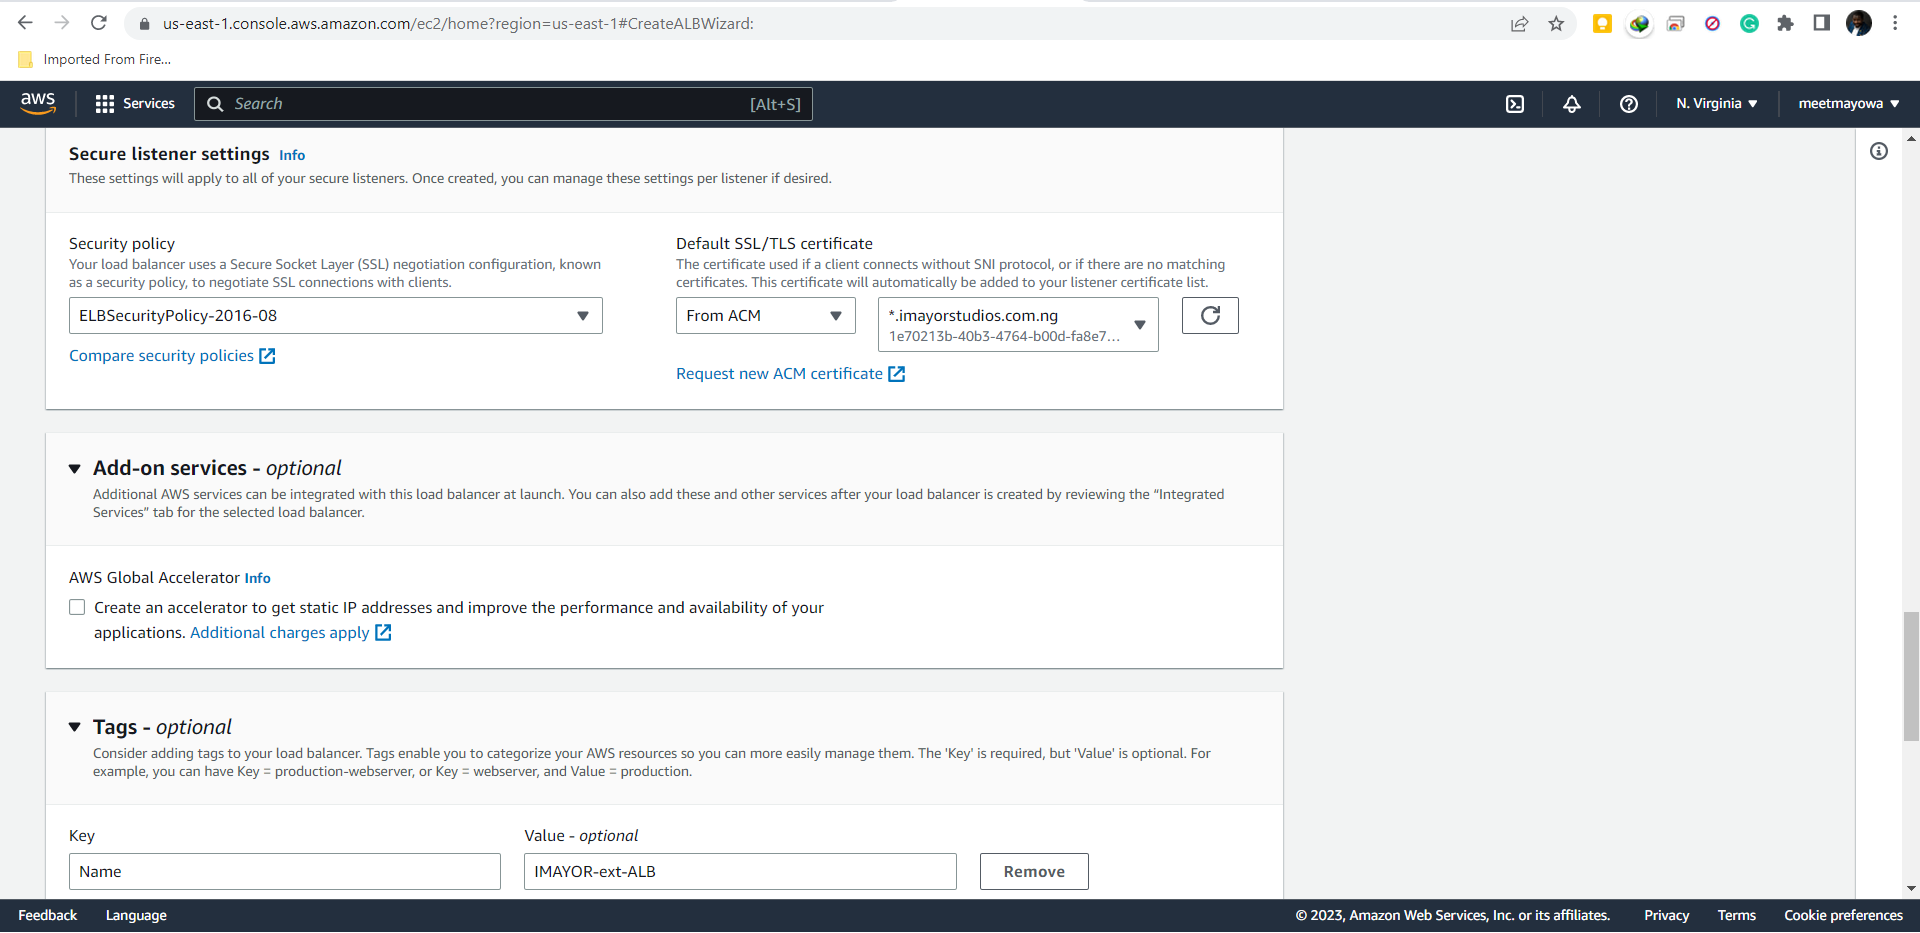 us-east-1.console.aws.amazon.com/ec2/home?region=us-east-1#CreateALBWizard:
Imported From Fire...
aws
Services
Search
[Alt+S]
N. Virginia
meetmayowa
Secure listener settings Info
These settings will apply to all of your secure listeners. Once created, you can manage these settings per listener if desired.
Security policy
Your load balancer uses a Secure Socket Layer (SSL) negotiation configuration, known
as a security policy, to negotiate SSL connections with clients.
ELBSecurityPolicy-2016-08
Compare security policies
Default SSL/TLS certificate
The certificate used if a client connects without SNI protocol, or if there are no matching
certificates. This certificate will automatically be added to your listener certificate list.
From ACM
*.imayorstudios.com.ng
1e70213b-40b3-4764-b00d-fa8e7...
Request new ACM certificate
Add-on services - optional
Additional AWS services can be integrated with this load balancer at launch. You can also add these and other services after your load balancer is created by reviewing the “Integrated
Services” tab for the selected load balancer.
AWS Global Accelerator Info
Create an accelerator to get static IP addresses and improve the performance and availability of your
applications. Additional charges apply
Tags - optional
Consider adding tags to your load balancer. Tags enable you to categorize your AWS resources so you can more easily manage them. The 'Key' is required, but 'Value' is optional. For
example, you can have Key = production-webserver, or Key = webserver, and Value = production.
Key
Value - optional
Name
IMAYOR-ext-ALB
Remove
Feedback
Language
© 2023, Amazon Web Services, Inc. or its affiliates.
Privacy
Terms
Cookie preferences